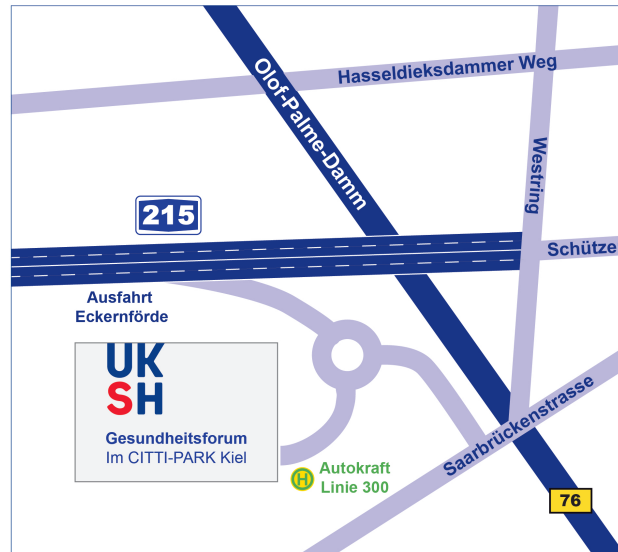 Hasseldieksdammer Weg
Olof-Palme-Damm
Westring
215
Schütze
Ausfahrt
Eckernförde
UK
SH
Gesundheitsforum
Im CITTI-PARK Kiel
Saarbrückenstrasse
H
Autokraft
Linie 300
76